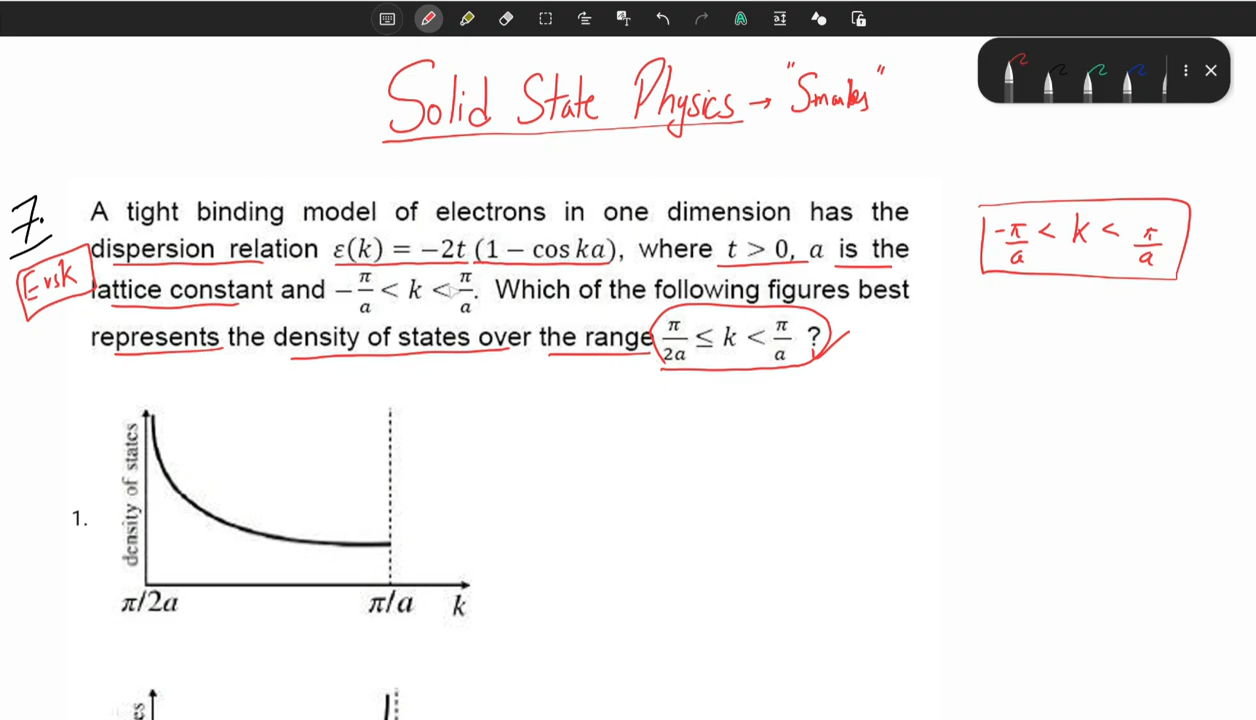 Solid State Physics → "5marks"
7.
A tight binding model of electrons in one dimension has the
dispersion relation ε(k) = −2t (1 − cos ka), where t > 0, a is the
E vs k
lattice constant and −π/a < k < π/a. Which of the following figures best
represents the density of states over the range π/2a ≤ k < π/a ?
-π/a < k < π/a
density of states
1.
π/2a π/a k